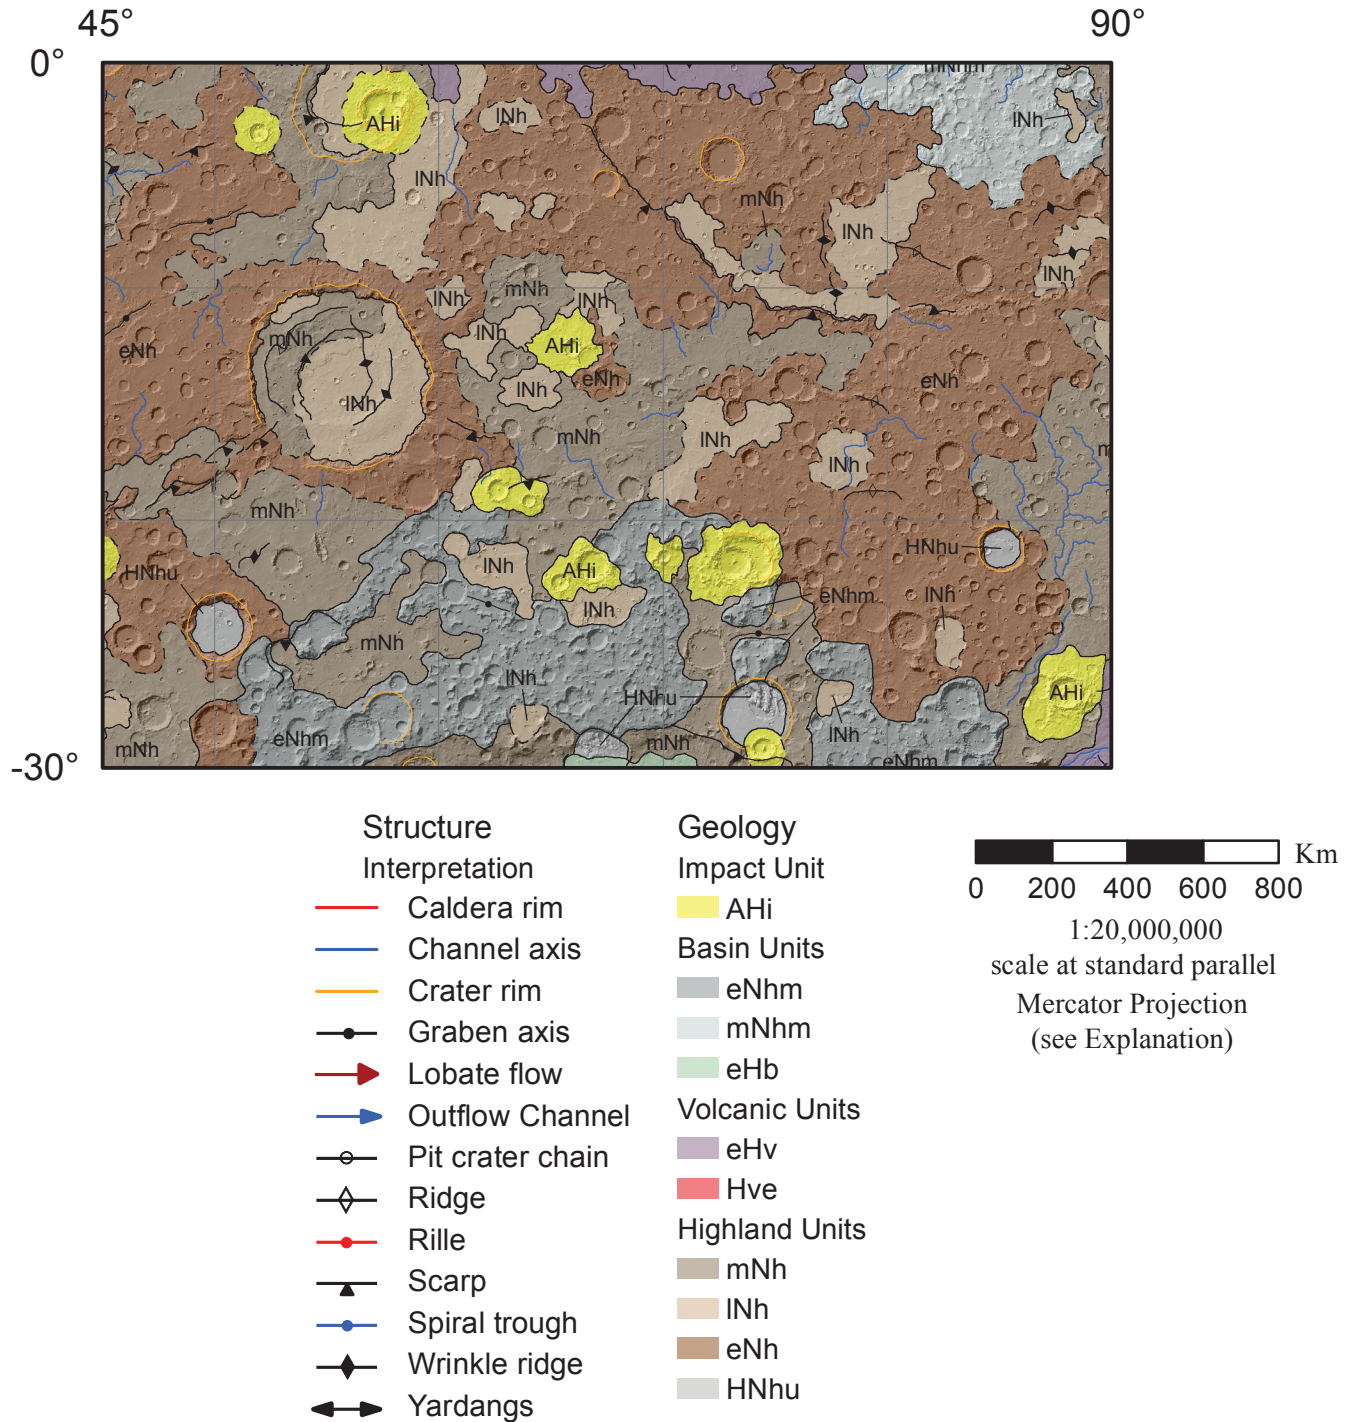 45° 90°
0°
mNhm
AHi
lNh
lNh
lNh
mNh
lNh
lNh
mNh
lNh
lNh
mNh
lNh
AHi
eNh
eNh
lNh
eNh
lNh
mNh
lNh
lNh
m
mNh
HNhu
lNh
AHi
HNhu
eNhm
lNh
lNh
mNh
lNh
HNhu
AHi
lNh
mNh
eNhm
mNh
eNhm
-30°
Structure
Interpretation
Caldera rim
Channel axis
Crater rim
Graben axis
Lobate flow
Outflow Channel
Pit crater chain
Ridge
Rille
Scarp
Spiral trough
Wrinkle ridge
Yardangs
Geology
Impact Unit
AHi
Basin Units
eNhm
mNhm
eHb
Volcanic Units
eHv
Hve
Highland Units
mNh
lNh
eNh
HNhu
Km
0 200 400 600 800
1:20,000,000
scale at standard parallel
Mercator Projection
(see Explanation)